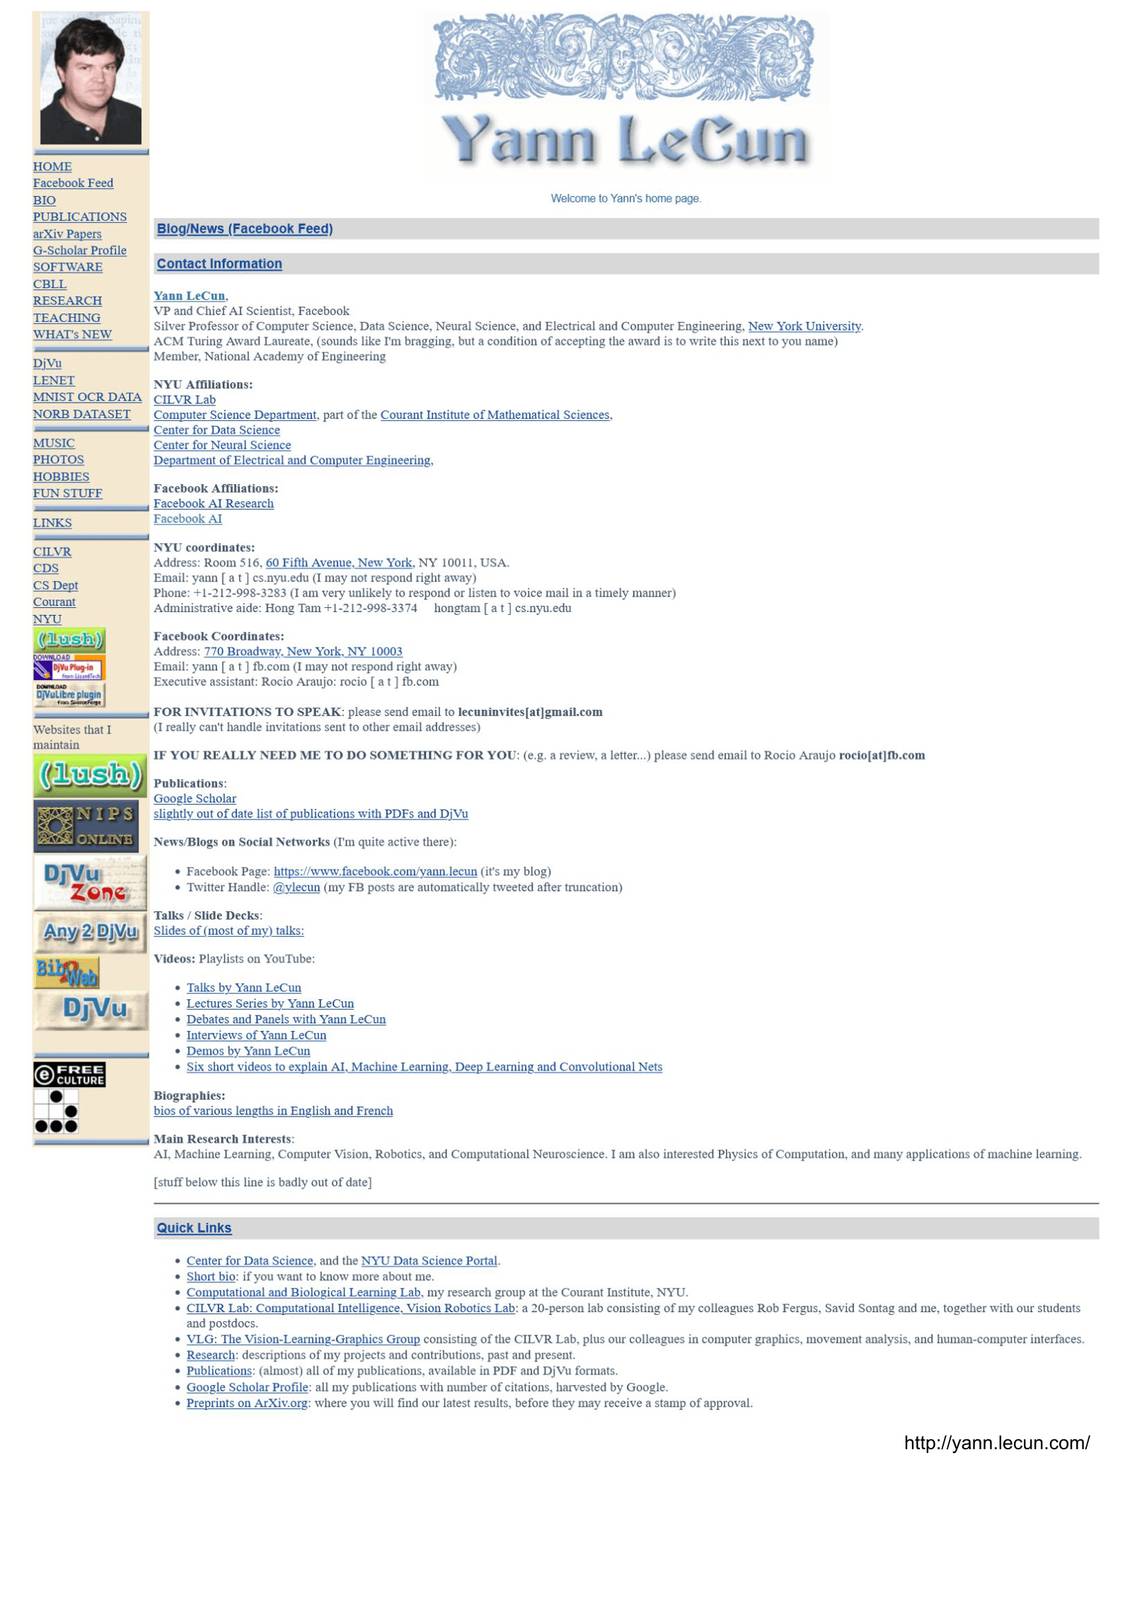 HOME
Facebook Feed
BIO
PUBLICATIONS
arXiv Papers
G-Scholar Profile
SOFTWARE
CBLL
RESEARCH
TEACHING
WHAT's NEW
DjVu
LENET
MNIST OCR DATA
NORB DATASET
MUSIC
PHOTOS
HOBBIES
FUN STUFF
LINKS
CILVR
CDS
CS Dept
Courant
NYU
(lush)
DOWNLOAD
DjVu Plug-in
From LizardTech
DOWNLOAD
DjVuLibre plugin
from SourceForge
Websites that I
maintain
(lush)
NIPS
ONLINE
DjVu
Zone
Any 2 DjVu
Bib2Web
DjVu
FREE
CULTURE
Yann LeCun
Welcome to Yann's home page.
Blog/News (Facebook Feed)
Contact Information
Yann LeCun,
VP and Chief AI Scientist, Facebook
Silver Professor of Computer Science, Data Science, Neural Science, and Electrical and Computer Engineering, New York University.
ACM Turing Award Laureate, (sounds like I'm bragging, but a condition of accepting the award is to write this next to you name)
Member, National Academy of Engineering
NYU Affiliations:
CILVR Lab
Computer Science Department, part of the Courant Institute of Mathematical Sciences,
Center for Data Science
Center for Neural Science
Department of Electrical and Computer Engineering,
Facebook Affiliations:
Facebook AI Research
Facebook AI
NYU coordinates:
Address: Room 516, 60 Fifth Avenue, New York, NY 10011, USA.
Email: yann [ a t ] cs.nyu.edu (I may not respond right away)
Phone: +1-212-998-3283 (I am very unlikely to respond or listen to voice mail in a timely manner)
Administrative aide: Hong Tam +1-212-998-3374 hongtam [ a t ] cs.nyu.edu
Facebook Coordinates:
Address: 770 Broadway, New York, NY 10003
Email: yann [ a t ] fb.com (I may not respond right away)
Executive assistant: Rocio Araujo: rocio [ a t ] fb.com
FOR INVITATIONS TO SPEAK: please send email to lecuninvites[at]gmail.com
(I really can't handle invitations sent to other email addresses)
IF YOU REALLY NEED ME TO DO SOMETHING FOR YOU: (e.g. a review, a letter...) please send email to Rocio Araujo rocio[at]fb.com
Publications:
Google Scholar
slightly out of date list of publications with PDFs and DjVu
News/Blogs on Social Networks (I'm quite active there):
• Facebook Page: https://www.facebook.com/yann.lecun (it's my blog)
• Twitter Handle: @ylecun (my FB posts are automatically tweeted after truncation)
Talks / Slide Decks:
Slides of (most of my) talks:
Videos: Playlists on YouTube:
• Talks by Yann LeCun
• Lectures Series by Yann LeCun
• Debates and Panels with Yann LeCun
• Interviews of Yann LeCun
• Demos by Yann LeCun
• Six short videos to explain AI, Machine Learning, Deep Learning and Convolutional Nets
Biographies:
bios of various lengths in English and French
Main Research Interests:
AI, Machine Learning, Computer Vision, Robotics, and Computational Neuroscience. I am also interested Physics of Computation, and many applications of machine learning.
[stuff below this line is badly out of date]
Quick Links
• Center for Data Science, and the NYU Data Science Portal.
• Short bio: if you want to know more about me.
• Computational and Biological Learning Lab, my research group at the Courant Institute, NYU.
• CILVR Lab: Computational Intelligence, Vision Robotics Lab: a 20-person lab consisting of my colleagues Rob Fergus, Savid Sontag and me, together with our students
and postdocs.
• VLG: The Vision-Learning-Graphics Group consisting of the CILVR Lab, plus our colleagues in computer graphics, movement analysis, and human-computer interfaces.
• Research: descriptions of my projects and contributions, past and present.
• Publications: (almost) all of my publications, available in PDF and DjVu formats.
• Google Scholar Profile: all my publications with number of citations, harvested by Google.
• Preprints on ArXiv.org: where you will find our latest results, before they may receive a stamp of approval.
http://yann.lecun.com/